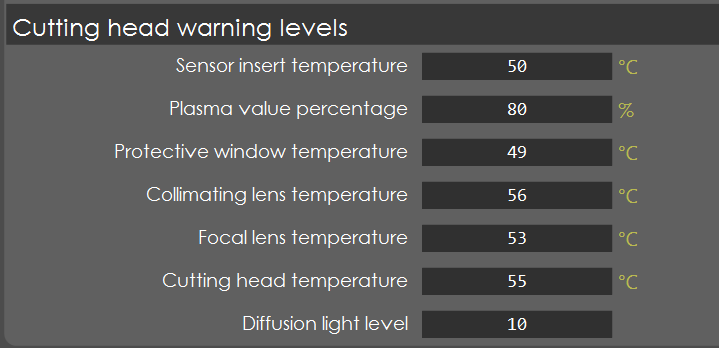 Cutting head warning levels
Sensor insert temperature 50 °C
Plasma value percentage 80 %
Protective window temperature 49 °C
Collimating lens temperature 56 °C
Focal lens temperature 53 °C
Cutting head temperature 55 °C
Diffusion light level 10